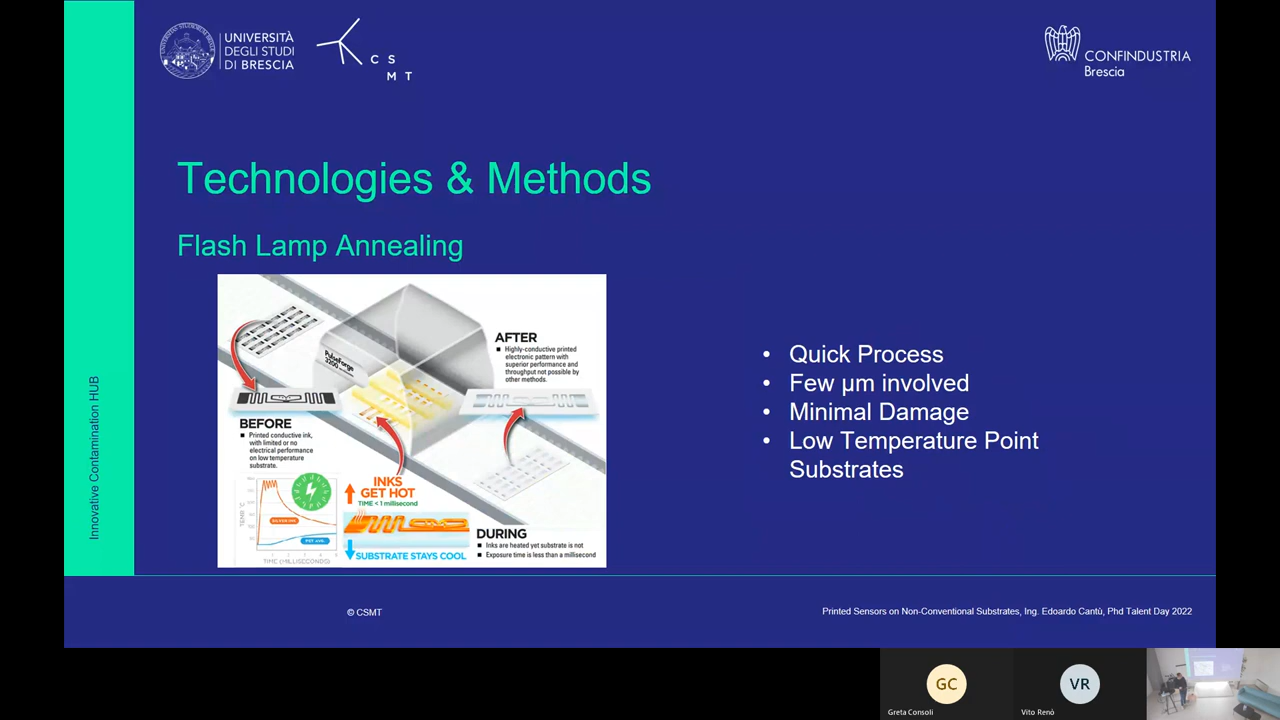 UNIVERSITÀ
DEGLI STUDI
DI BRESCIA
C S
M T
CONFINDUSTRIA
Brescia
Technologies & Methods
Flash Lamp Annealing
PulseForge
AFTER
Highly-conductive printed
electronic pattern with
superior performance and
throughput not possible by
other methods.
BEFORE
Printed conductive ink,
with limited or no
electrical performance
on low temperature
substrate.
INKS
GET HOT
TIME < 1 millisecond
SUBSTRATE STAYS COOL
DURING
Inks are heated yet substrate is not
Exposure time is less than a millisecond
TEMP. °C
TIME (MILLISECONDS)
• Quick Process
• Few µm involved
• Minimal Damage
• Low Temperature Point
Substrates
Innovative Contamination HUB
© CSMT
Printed Sensors on Non-Conventional Substrates, Ing. Edoardo Cantù, Phd Talent Day 2022
GC
Greta Consoli
VR
Vito Renò